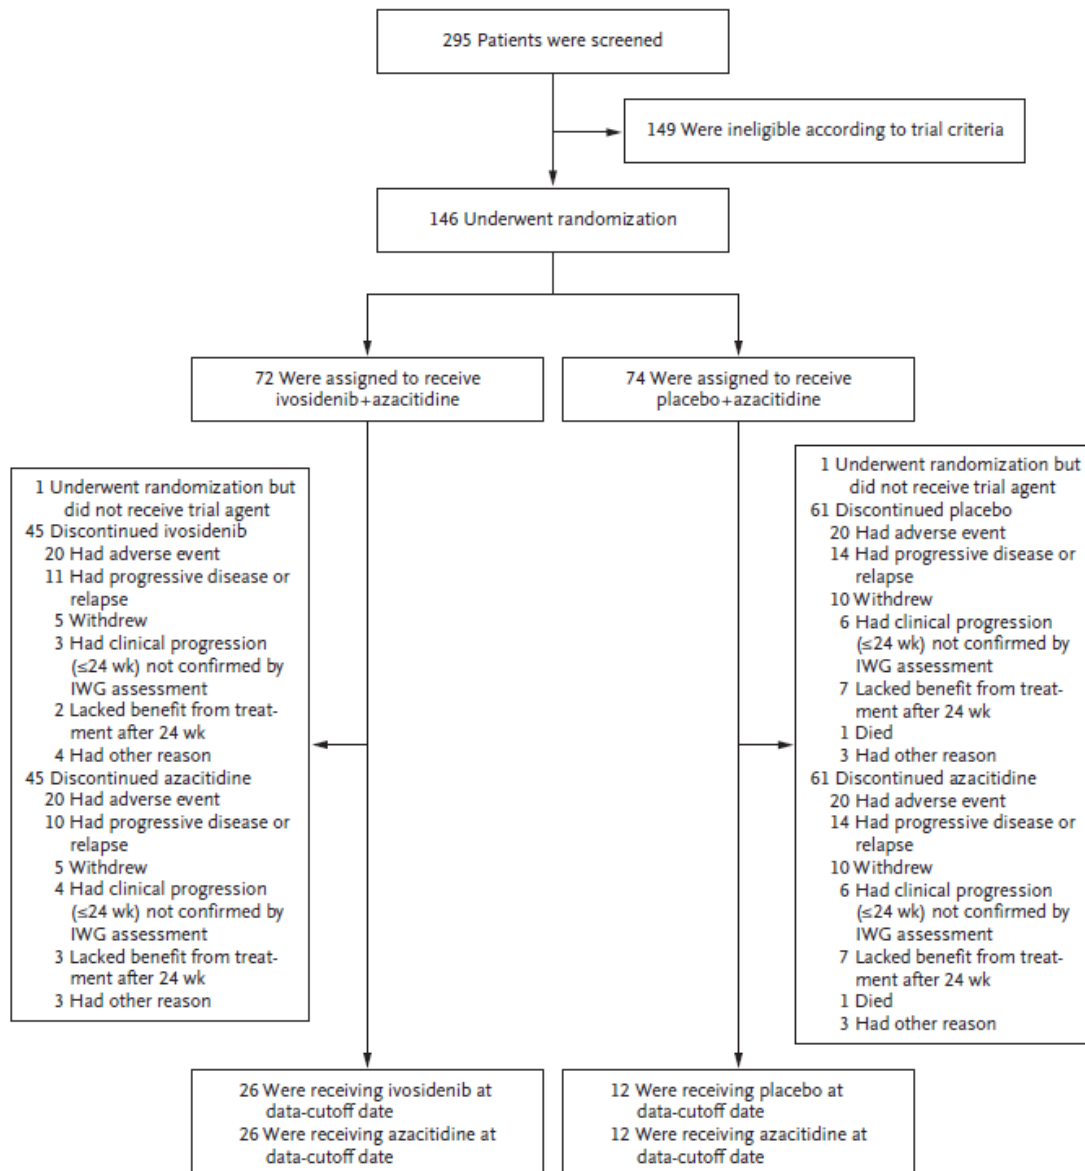 295 Patients were screened
149 Were ineligible according to trial criteria
146 Underwent randomization
72 Were assigned to receive
ivosidenib+azacitidine
74 Were assigned to receive
placebo+azacitidine
1 Underwent randomization but
did not receive trial agent
45 Discontinued ivosidenib
20 Had adverse event
11 Had progressive disease or
relapse
5 Withdrew
3 Had clinical progression
(≤24 wk) not confirmed by
IWG assessment
2 Lacked benefit from treat-
ment after 24 wk
4 Had other reason
45 Discontinued azacitidine
20 Had adverse event
10 Had progressive disease or
relapse
5 Withdrew
4 Had clinical progression
(≤24 wk) not confirmed by
IWG assessment
3 Lacked benefit from treat-
ment after 24 wk
3 Had other reason
1 Underwent randomization but
did not receive trial agent
61 Discontinued placebo
20 Had adverse event
14 Had progressive disease or
relapse
10 Withdrew
6 Had clinical progression
(≤24 wk) not confirmed by
IWG assessment
7 Lacked benefit from treat-
ment after 24 wk
1 Died
3 Had other reason
61 Discontinued azacitidine
20 Had adverse event
14 Had progressive disease or
relapse
10 Withdrew
6 Had clinical progression
(≤24 wk) not confirmed by
IWG assessment
7 Lacked benefit from treat-
ment after 24 wk
1 Died
3 Had other reason
26 Were receiving ivosidenib at
data-cutoff date
26 Were receiving azacitidine at
data-cutoff date
12 Were receiving placebo at
data-cutoff date
12 Were receiving azacitidine at
data-cutoff date